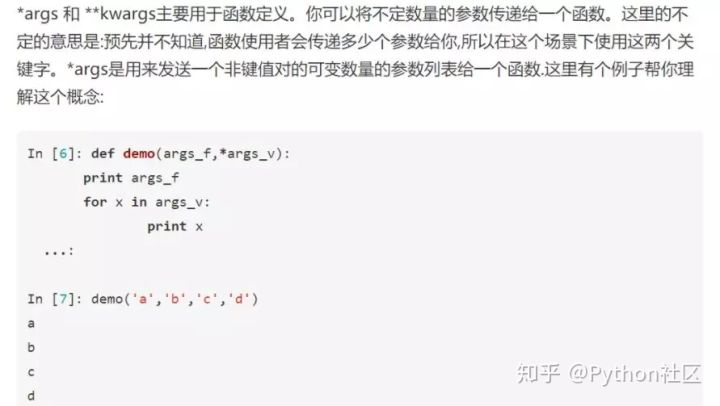 *args 和 **kwargs主要用于函数定义。你可以将不定数量的参数传递给一个函数。这里的不
定的意思是:预先并不知道,函数使用者会传递多少个参数给你,所以在这个场景下使用这两个关
键字。*args是用来发送一个非键值对的可变数量的参数列表给一个函数.这里有个例子帮你理
解这个概念:
In [6]: def demo(args_f,*args_v):
print args_f
for x in args_v:
print x
...:
In [7]: demo('a','b','c','d')
a
b
c
d
知乎 @Python社区